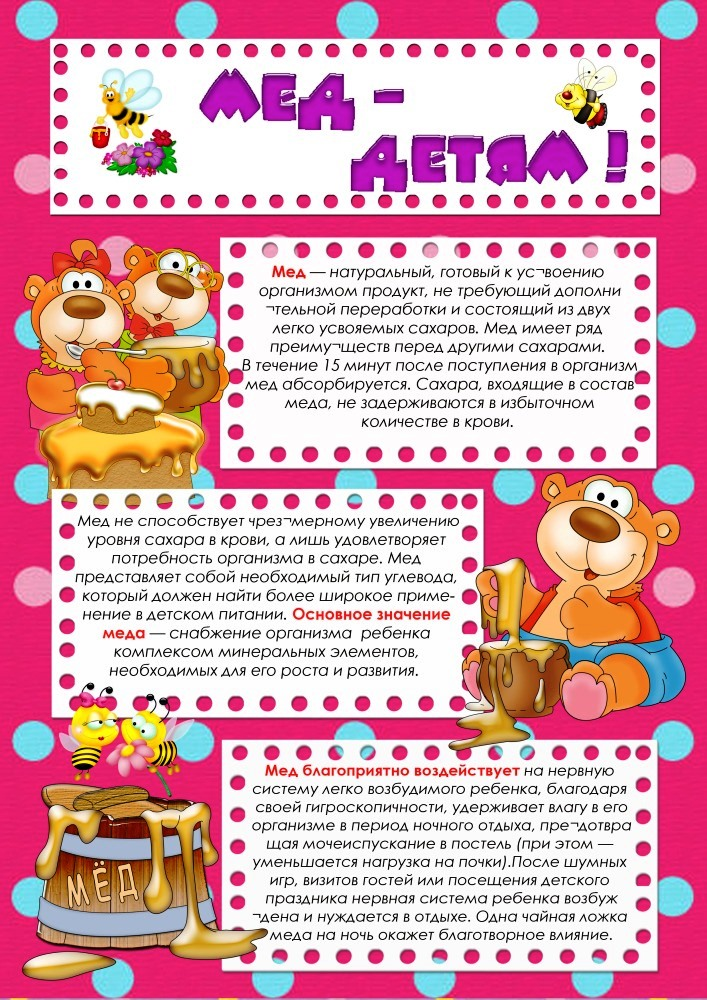 МЕД -
ДЕТЯМ !
Мед — натуральный, готовый к ус¬воению
организмом продукт, не требующий дополни
¬тельной переработки и состоящий из двух
легко усвояемых сахаров. Мед имеет ряд
преиму¬ществ перед другими сахарами.
В течение 15 минут после поступления в организм
мед абсорбируется. Сахара, входящие в состав
меда, не задерживаются в избыточном
количестве в крови.
Мед не способствует чрез¬мерному увеличению
уровня сахара в крови, а лишь удовлетворяет
потребность организма в сахаре. Мед
представляет собой необходимый тип углевода,
который должен найти более широкое приме-
нение в детском питании. Основное значение
меда — снабжение организма ребенка
комплексом минеральных элементов,
необходимых для его роста и развития.
Мед благоприятно воздействует на нервную
систему легко возбудимого ребенка, благодаря
своей гигроскопичности, удерживает влагу в его
организме в период ночного отдыха, пре¬дотвра
щая мочеиспускание в постель (при этом —
уменьшается нагрузка на почки).После шумных
игр, визитов гостей или посещения детского
праздника нервная система ребенка возбуж
¬дена и нуждается в отдыхе. Одна чайная ложка
меда на ночь окажет благотворное влияние.
МЁД